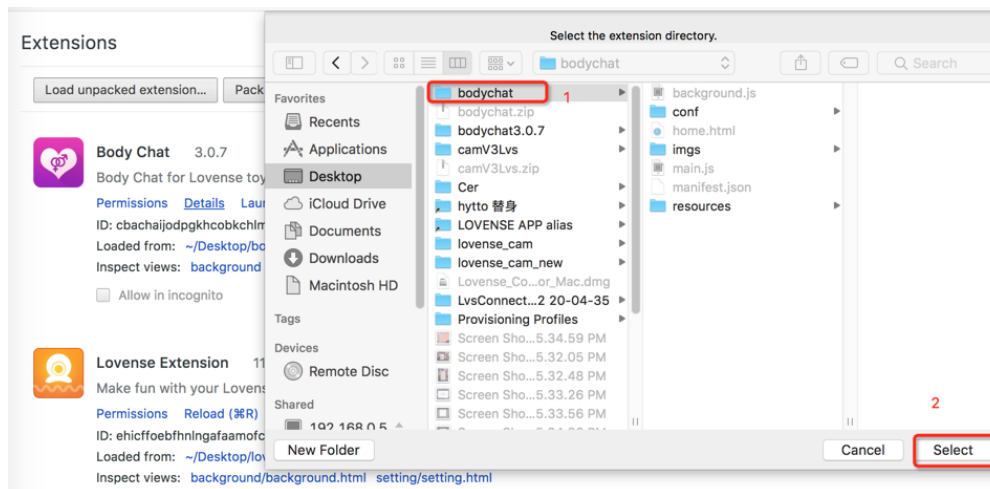 Extensions
Load unpacked extension...
Pack
Body Chat 3.0.7
Body Chat for Lovense toy
Permissions Details Laur
ID: cbachaijodpgkhcobkchlm
Loaded from: ~/Desktop/bo
Inspect views: background
Allow in incognito
Lovense Extension 11
Make fun with your Lovens
Permissions Reload (⌘R)
ID: ehicffoebfhnlngafaamofc
Loaded from: ~/Desktop/lov
Inspect views: background/background.html setting/setting.html
Select the extension directory.
bodychat
Search
Favorites
Recents
Applications
Desktop
iCloud Drive
Documents
Downloads
Macintosh HD
Tags
Devices
Remote Disc
Shared
192.168.0.5
bodychat 1
bodychat.zip
bodychat3.0.7
camV3Lvs
camV3Lvs.zip
Cer
hytto 替身
LOVENSE APP alias
lovense_cam
lovense_cam_new
Lovense_Co...or_Mac.dmg
LvsConnect...2 20-04-35
Provisioning Profiles
Screen Sho...5.34.59 PM
Screen Sho...5.32.05 PM
Screen Sho...5.32.48 PM
Screen Sho...5.33.26 PM
Screen Sho...5.33.56 PM
background.js
conf
home.html
imgs
main.js
manifest.json
resources
2
New Folder
Cancel
Select